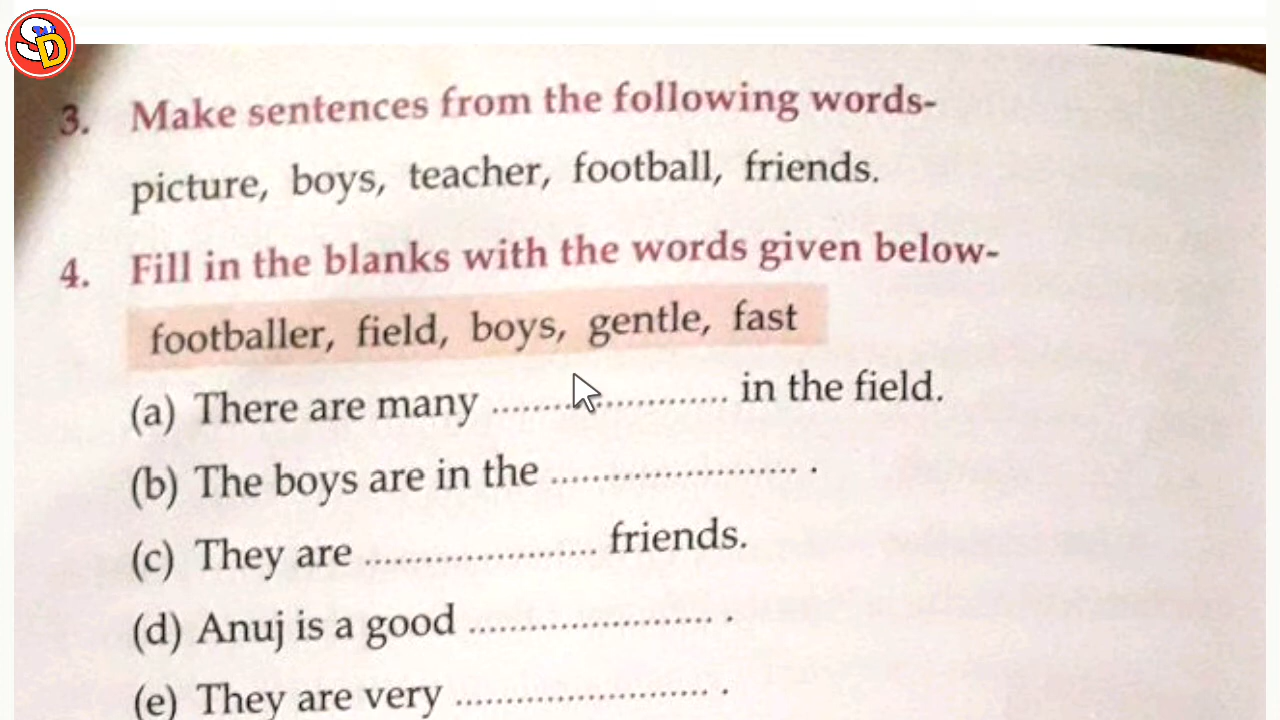 SD
3. Make sentences from the following words-
picture, boys, teacher, football, friends.
4. Fill in the blanks with the words given below-
footballer, field, boys, gentle, fast
(a) There are many ........................ in the field.
(b) The boys are in the ........................ .
(c) They are ........................ friends.
(d) Anuj is a good ........................ .
(e) They are very ........................ .